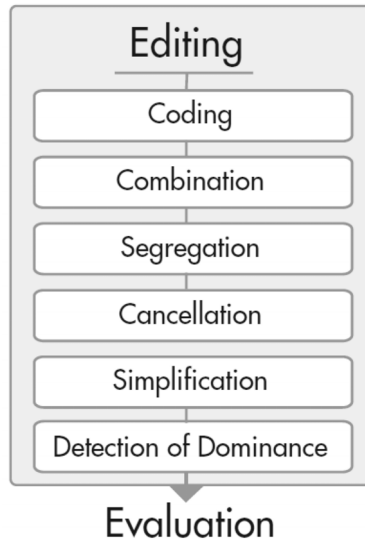 Editing
Coding
Combination
Segregation
Cancellation
Simplification
Detection of Dominance
Evaluation